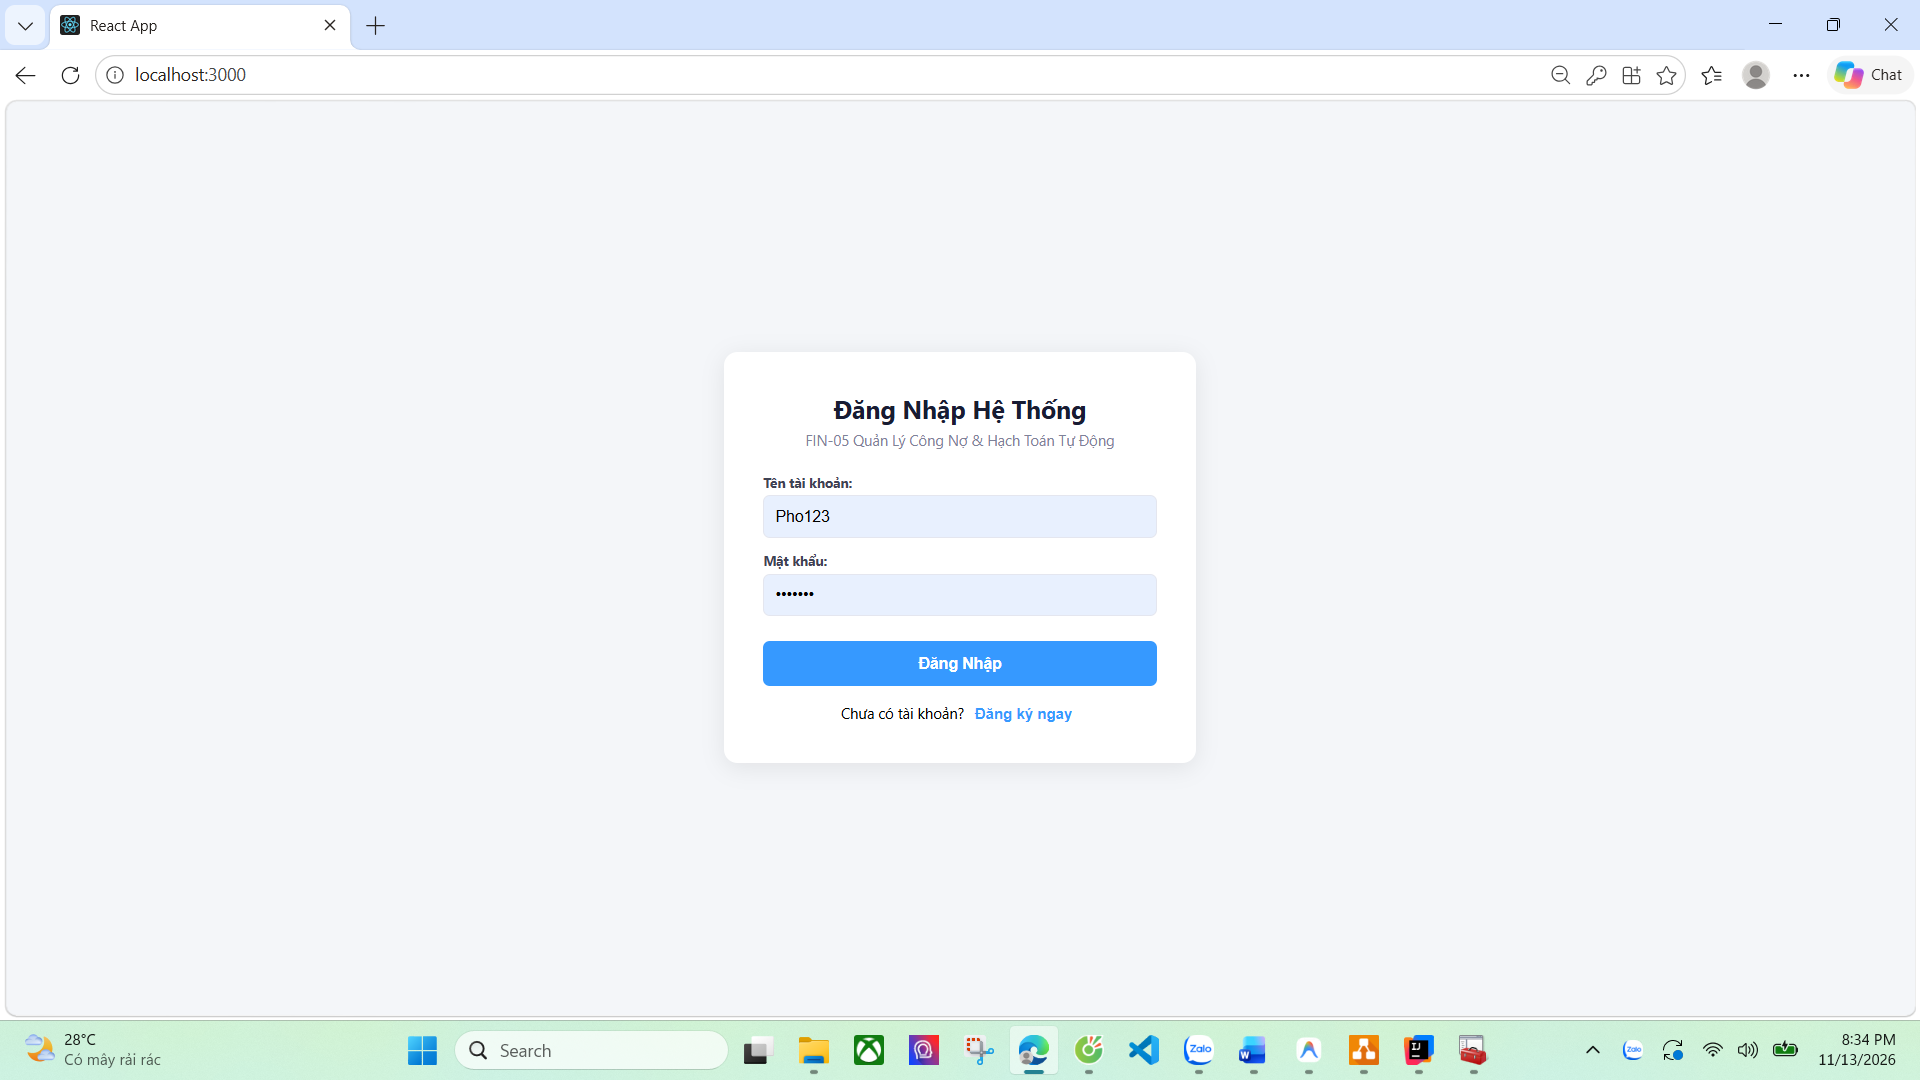 React App
localhost:3000
Chat
Đăng Nhập Hệ Thống
FIN-05 Quản Lý Công Nợ & Hạch Toán Tự Động
Tên tài khoản:
Pho123
Mật khẩu:
•••••••
Đăng Nhập
Chưa có tài khoản? Đăng ký ngay
28°C
Có mây rải rác
Search
Zalo
W
IJ
Zalo
8:34 PM
11/13/2026